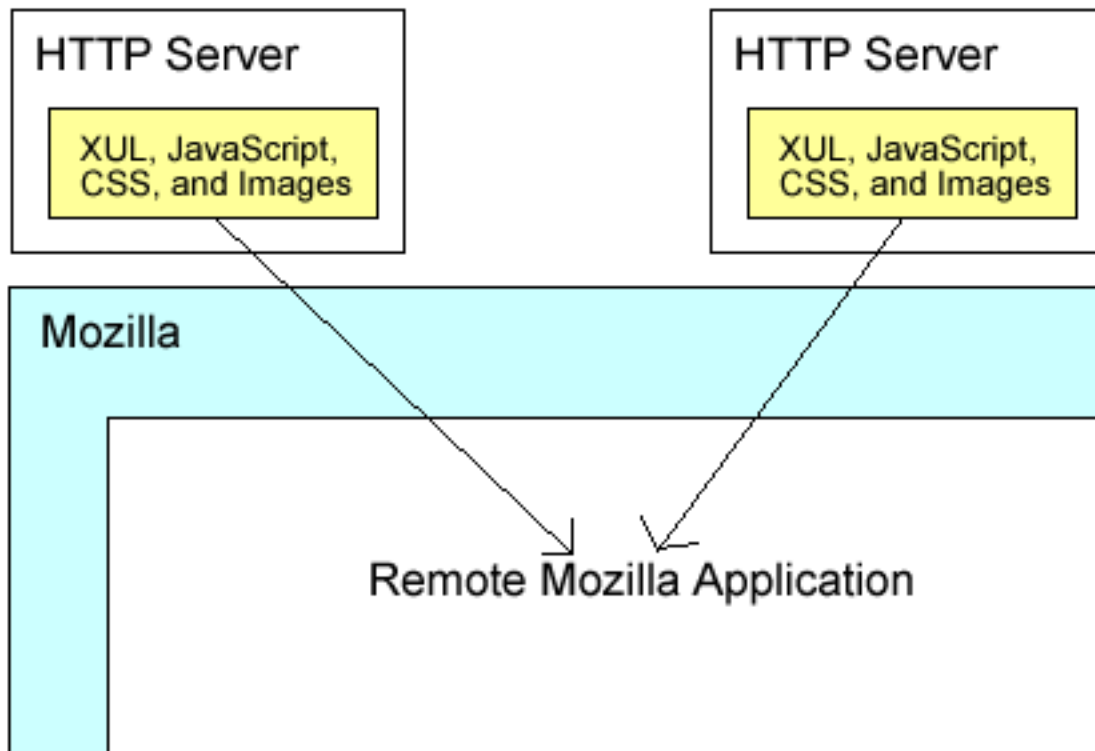 HTTP Server
XUL, JavaScript,
CSS, and Images
HTTP Server
XUL, JavaScript,
CSS, and Images
Mozilla
Remote Mozilla Application